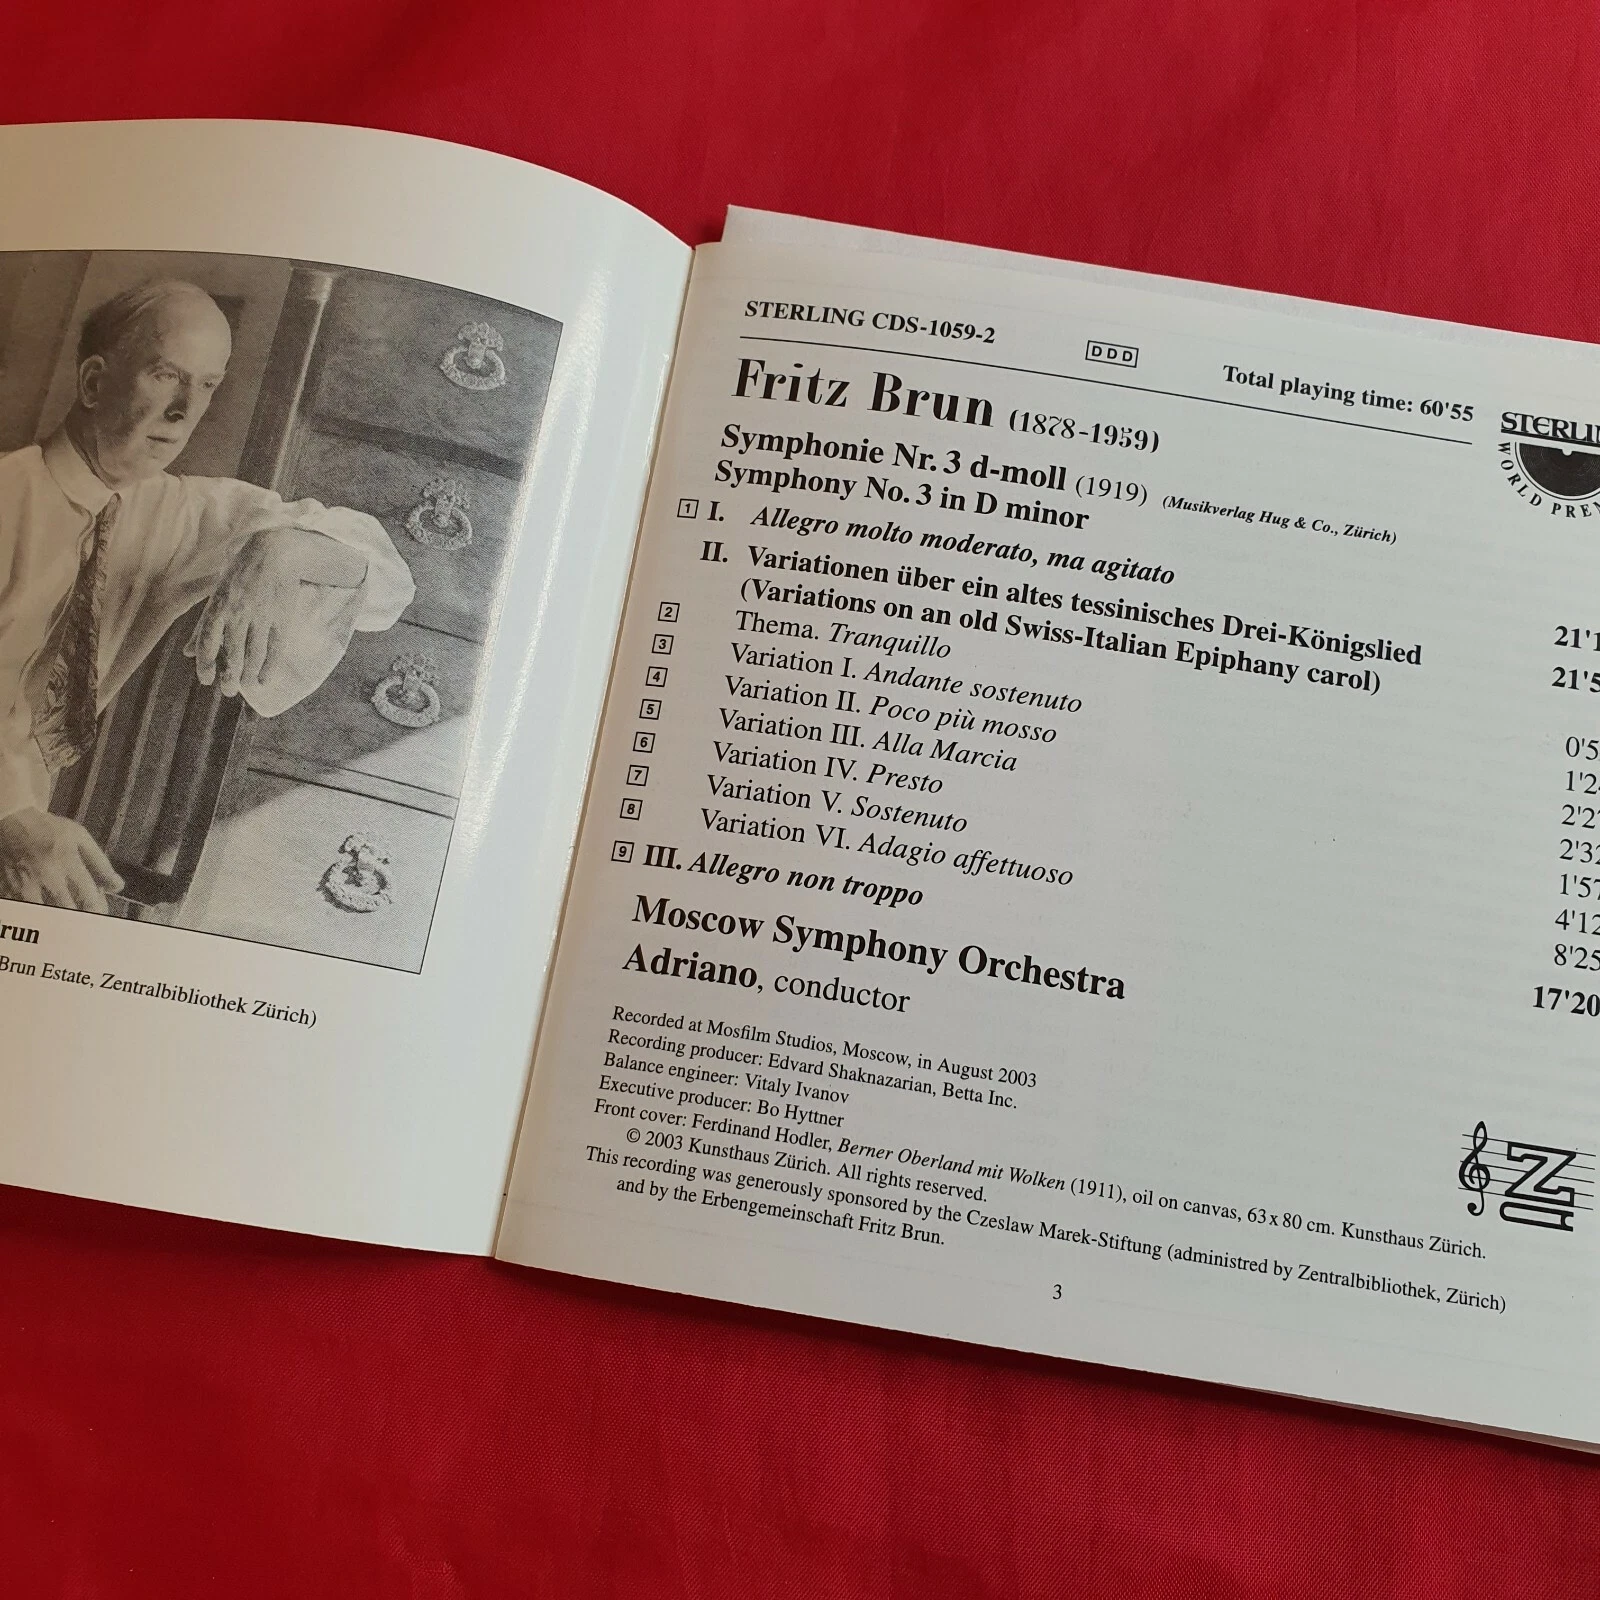 Brun Estate, Zentralbibliothek Zürich)
STERLING CDS-1059-2
DDD
Total playing time: 60'55
Fritz Brun (1878-1959)
Symphonie Nr. 3 d-moll (1919) (Musikverlag Hug & Co., Zürich)
Symphony No. 3 in D minor
1 I. Allegro molto moderato, ma agitato
II. Variationen über ein altes tessinisches Drei-Königslied
(Variations on an old Swiss-Italian Epiphany carol)
2 Thema. Tranquillo
3 Variation I. Andante sostenuto
4 Variation II. Poco più mosso
5 Variation III. Alla Marcia
6 Variation IV. Presto
7 Variation V. Sostenuto
8 Variation VI. Adagio affettuoso 8'25
9 III. Allegro non troppo 17'20
Moscow Symphony Orchestra
Adriano, conductor
Recorded at Mosfilm Studios, Moscow, in August 2003
Recording producer: Edvard Shaknazarian, Betta Inc.
Balance engineer: Vitaly Ivanov
Executive producer: Bo Hyttner
Front cover: Ferdinand Hodler, Berner Oberland mit Wolken (1911), oil on canvas, 63 x 80 cm. Kunsthaus Zürich.
© 2003 Kunsthaus Zürich. All rights reserved.
This recording was generously sponsored by the Czeslaw Marek-Stiftung (administred by Zentralbibliothek, Zürich)
and by the Erbengemeinschaft Fritz Brun.
3
WORLD
Z